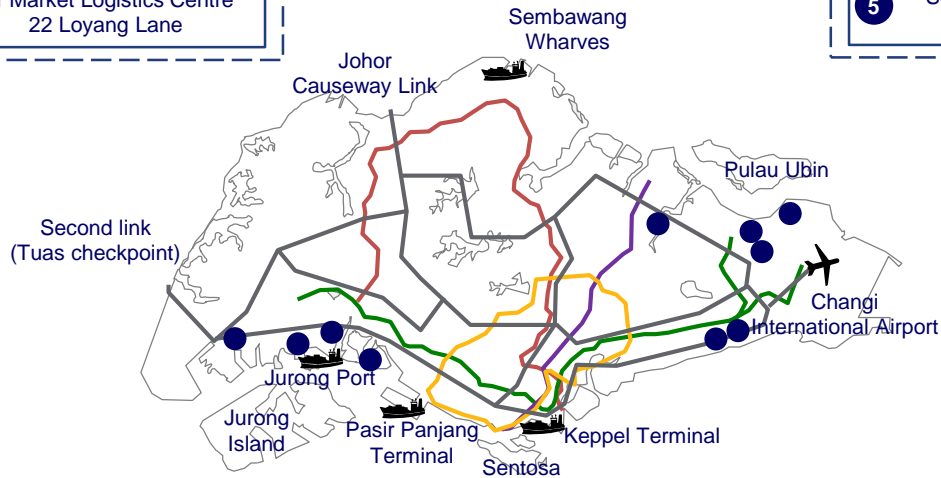 Market Logistics Centre
22 Loyang Lane
5
S
Sembawang
Wharves
Johor
Causeway Link
Pulau Ubin
Second link
(Tuas checkpoint)
Changi
International Airport
Jurong Port
Jurong
Island
Pasir Panjang
Terminal
Keppel Terminal
Sentosa